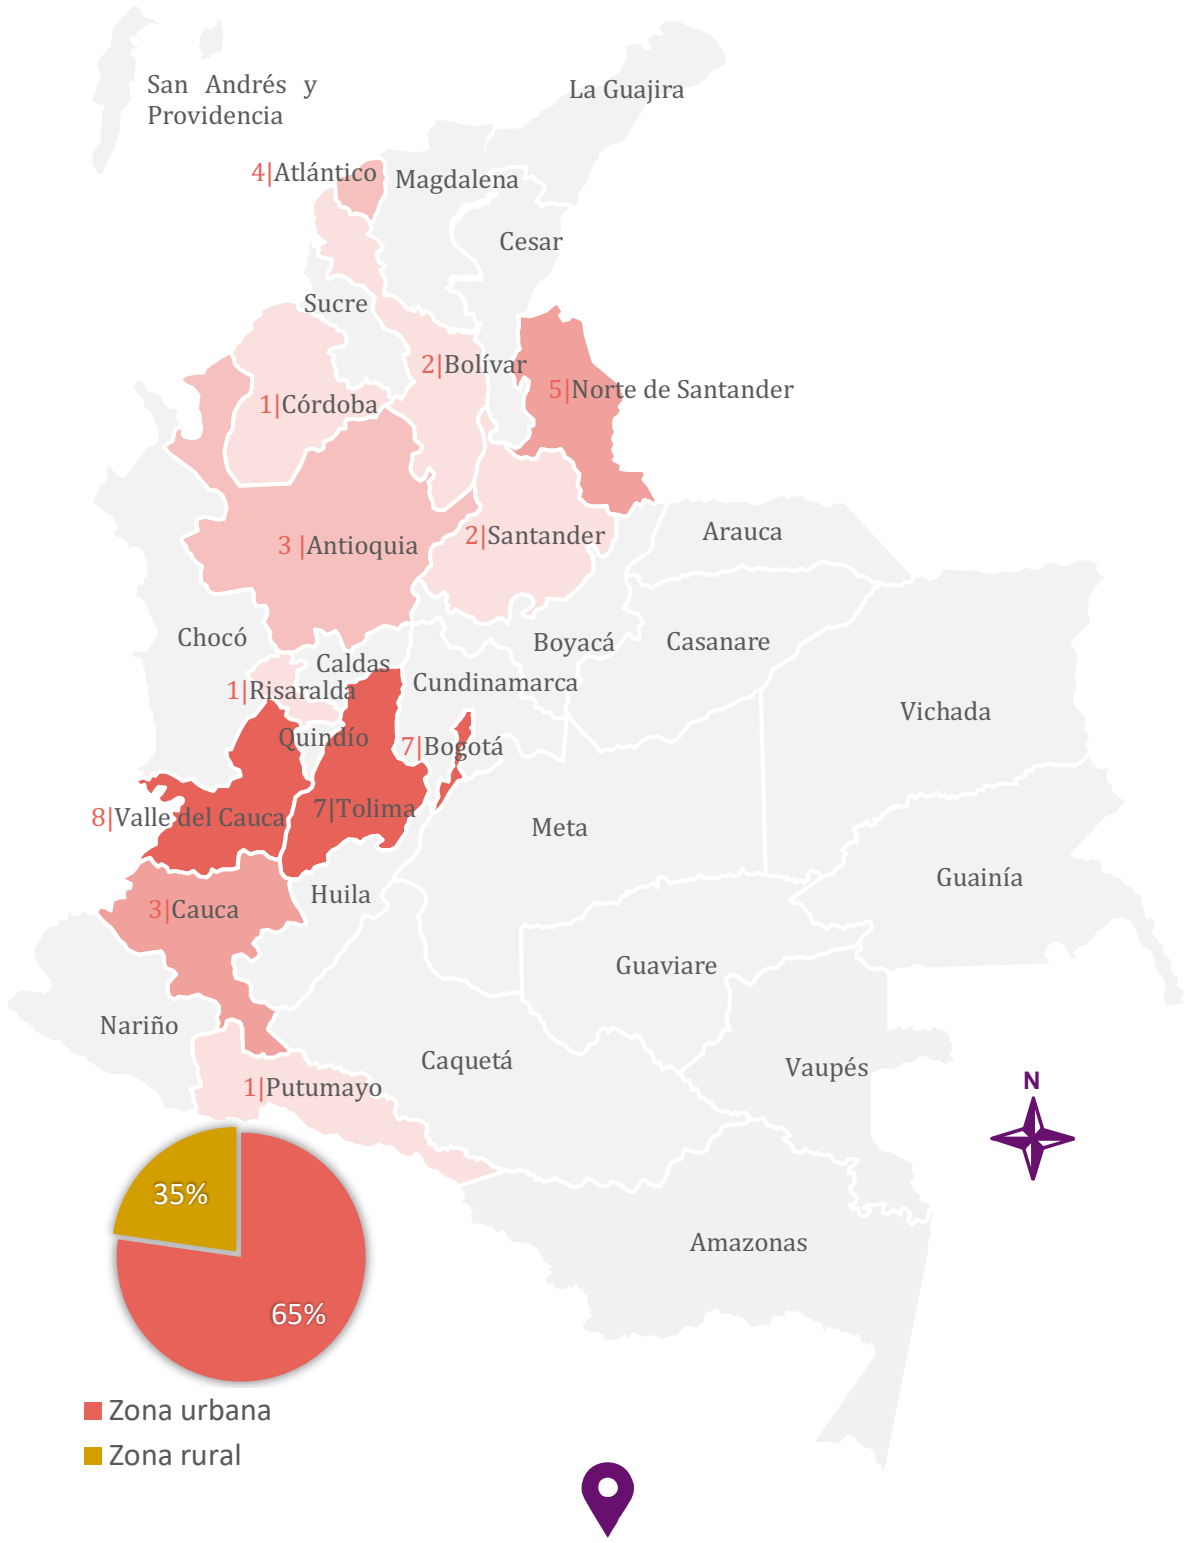 San Andrés y
Providencia
La Guajira
4|Atlántico
Magdalena
Cesar
Sucre
2|Bolívar
5|Norte de Santander
1|Córdoba
Arauca
2|Santander
3 |Antioquia
Chocó
Boyacá
Casanare
Caldas
Cundinamarca
1|Risaralda
Vichada
Quindío
7|Bogotá
7|Tolima
8|Valle del Cauca
Meta
Guainía
Huila
3|Cauca
Guaviare
Nariño
Caquetá
Vaupés
1|Putumayo
N
35%
Amazonas
65%
Zona urbana
Zona rural